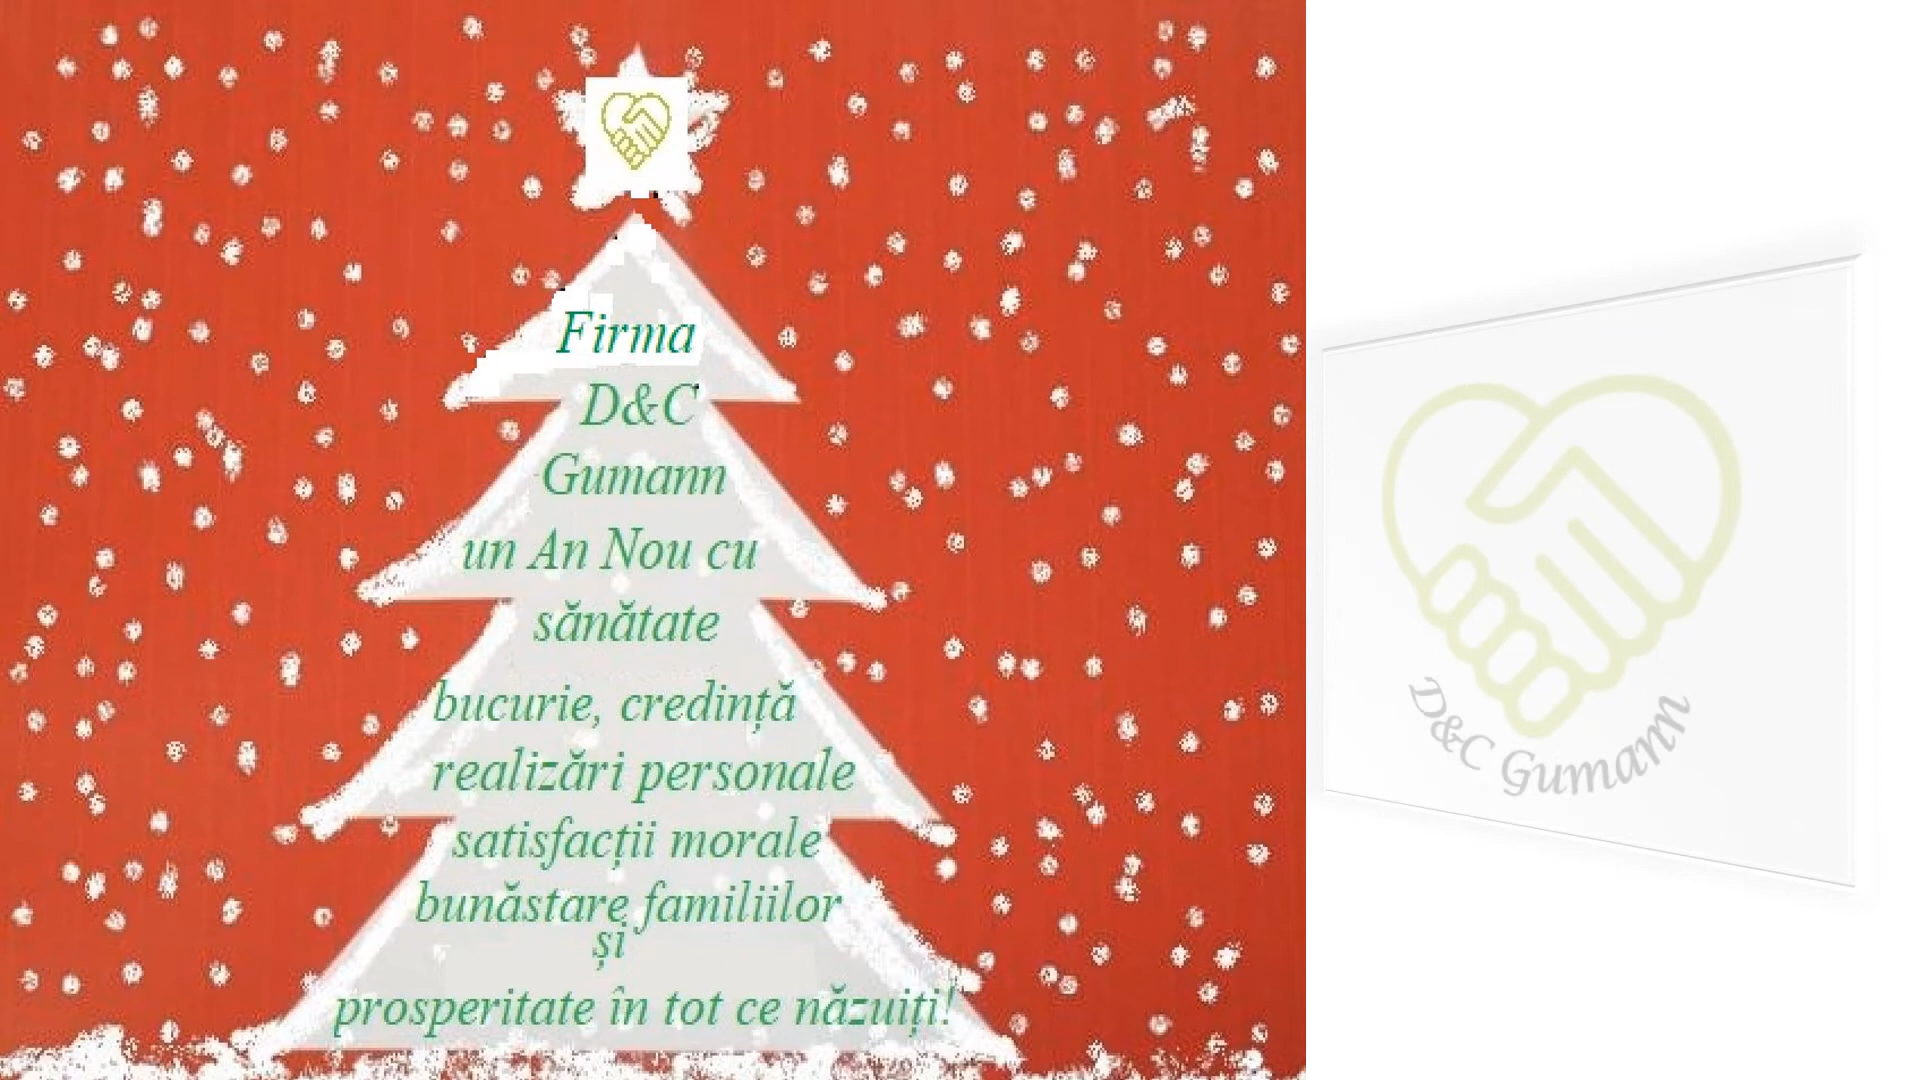 Firma
D&C
Gumann
un An Nou cu
sănătate
bucurie, credință
realizări personale
satisfacții morale
bunăstare familiilor
și
prosperitate în tot ce năzuiți!
D&C Gumann